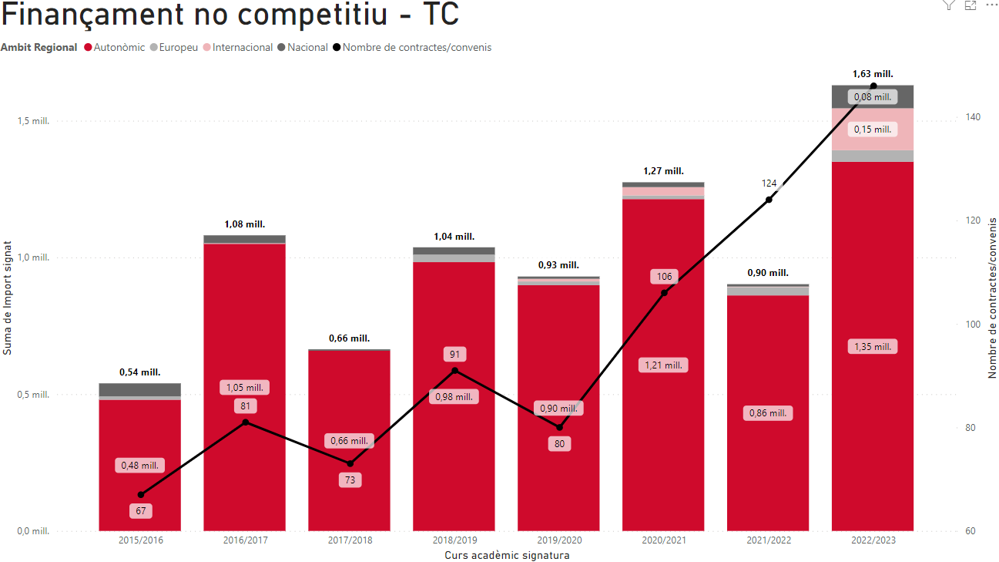 Finançament no competitiu - TC
Ambit Regional Autonòmic Europeu Internacional Nacional Nombre de contractes/convenis
Suma de Import signat
1,5 mill.
1,0 mill.
0,5 mill.
0,0 mill.
0,54 mill.
0,48 mill.
67
1,08 mill.
1,05 mill.
81
0,66 mill.
0,66 mill.
73
1,04 mill.
91
0,98 mill.
0,93 mill.
0,90 mill.
80
1,27 mill.
106
1,21 mill.
124
0,90 mill.
0,86 mill.
1,63 mill.
0,08 mill.
0,15 mill.
1,35 mill.
140
120
100
80
60
Nombre de contractes/convenis
2015/2016 2016/2017 2017/2018 2018/2019 2019/2020 2020/2021 2021/2022 2022/2023
Curs acadèmic signatura